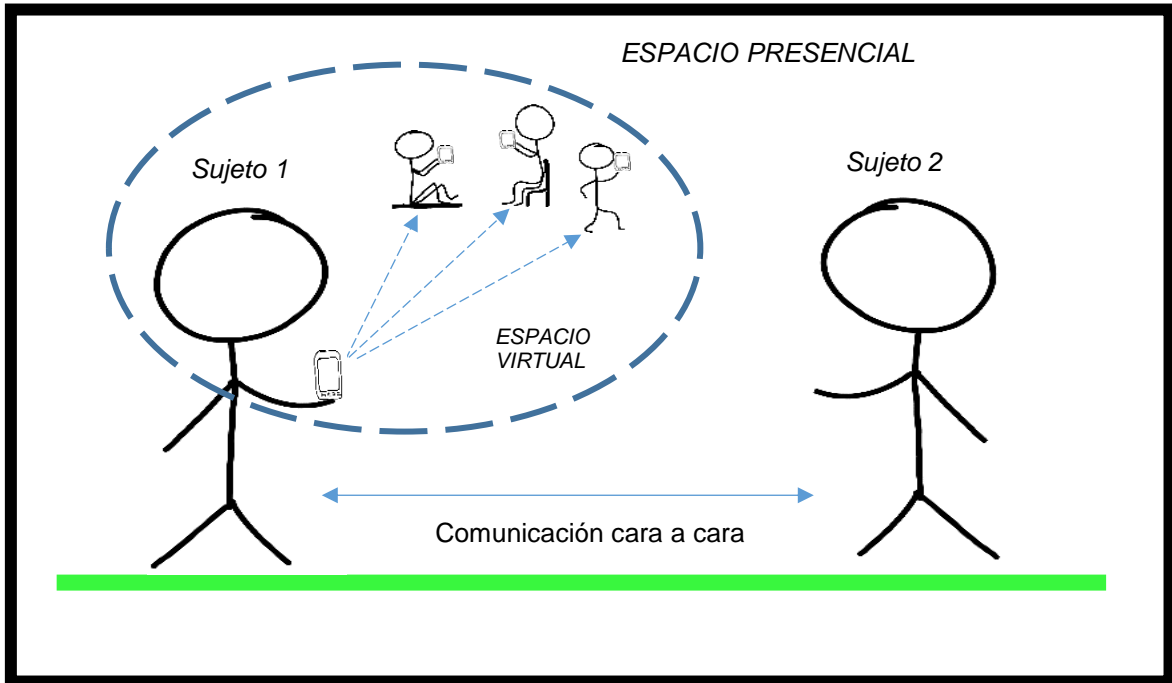 ESPACIO PRESENCIAL
Sujeto 1
Sujeto 2
ESPACIO
VIRTUAL
Comunicación cara a cara